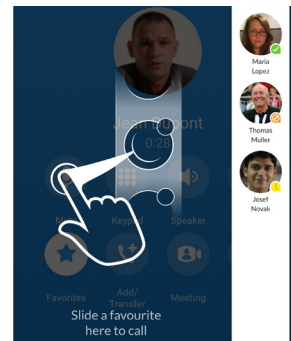 Jean Dupont
0:28
Keypad
Speaker
Favorites
Add/
Transfer
Meeting
Slide a favourite
here to call
Maria
Lopez
Thomas
Muller
Josef
Novak